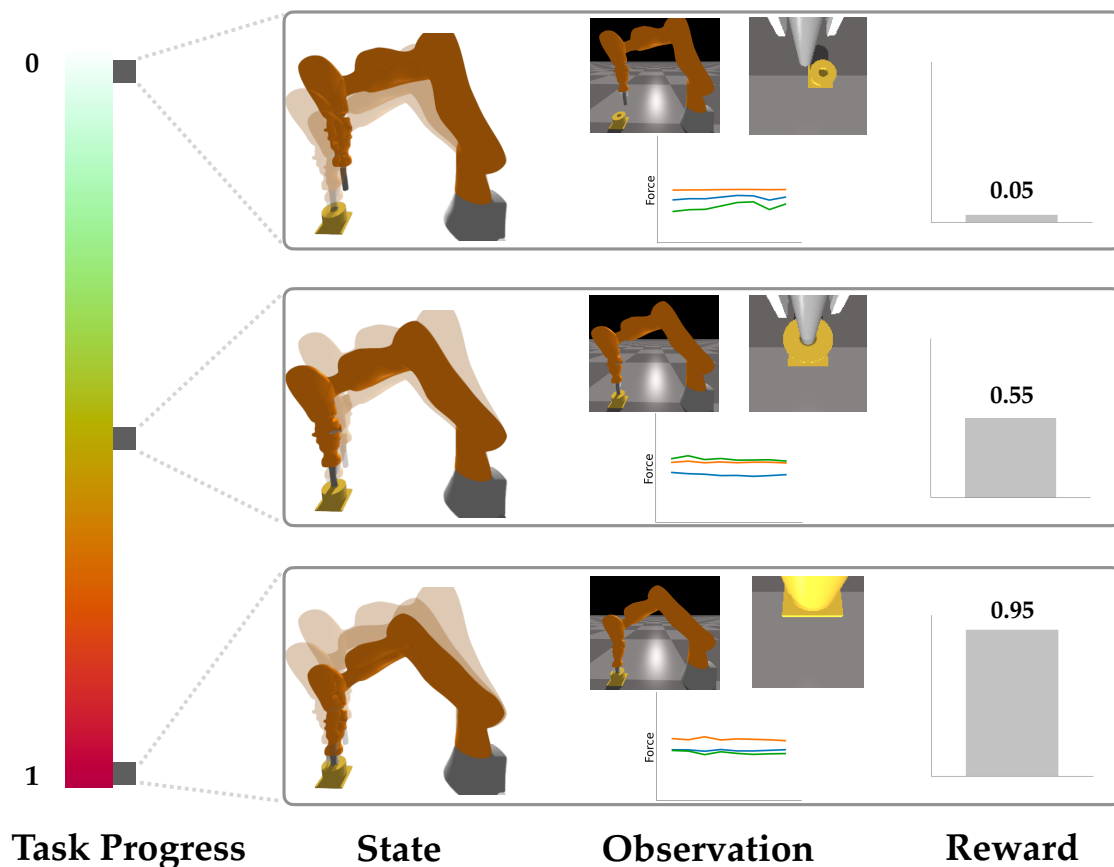 0
Force
0.05
Force
0.55
Force
0.95
1
Task Progress
State
Observation
Reward